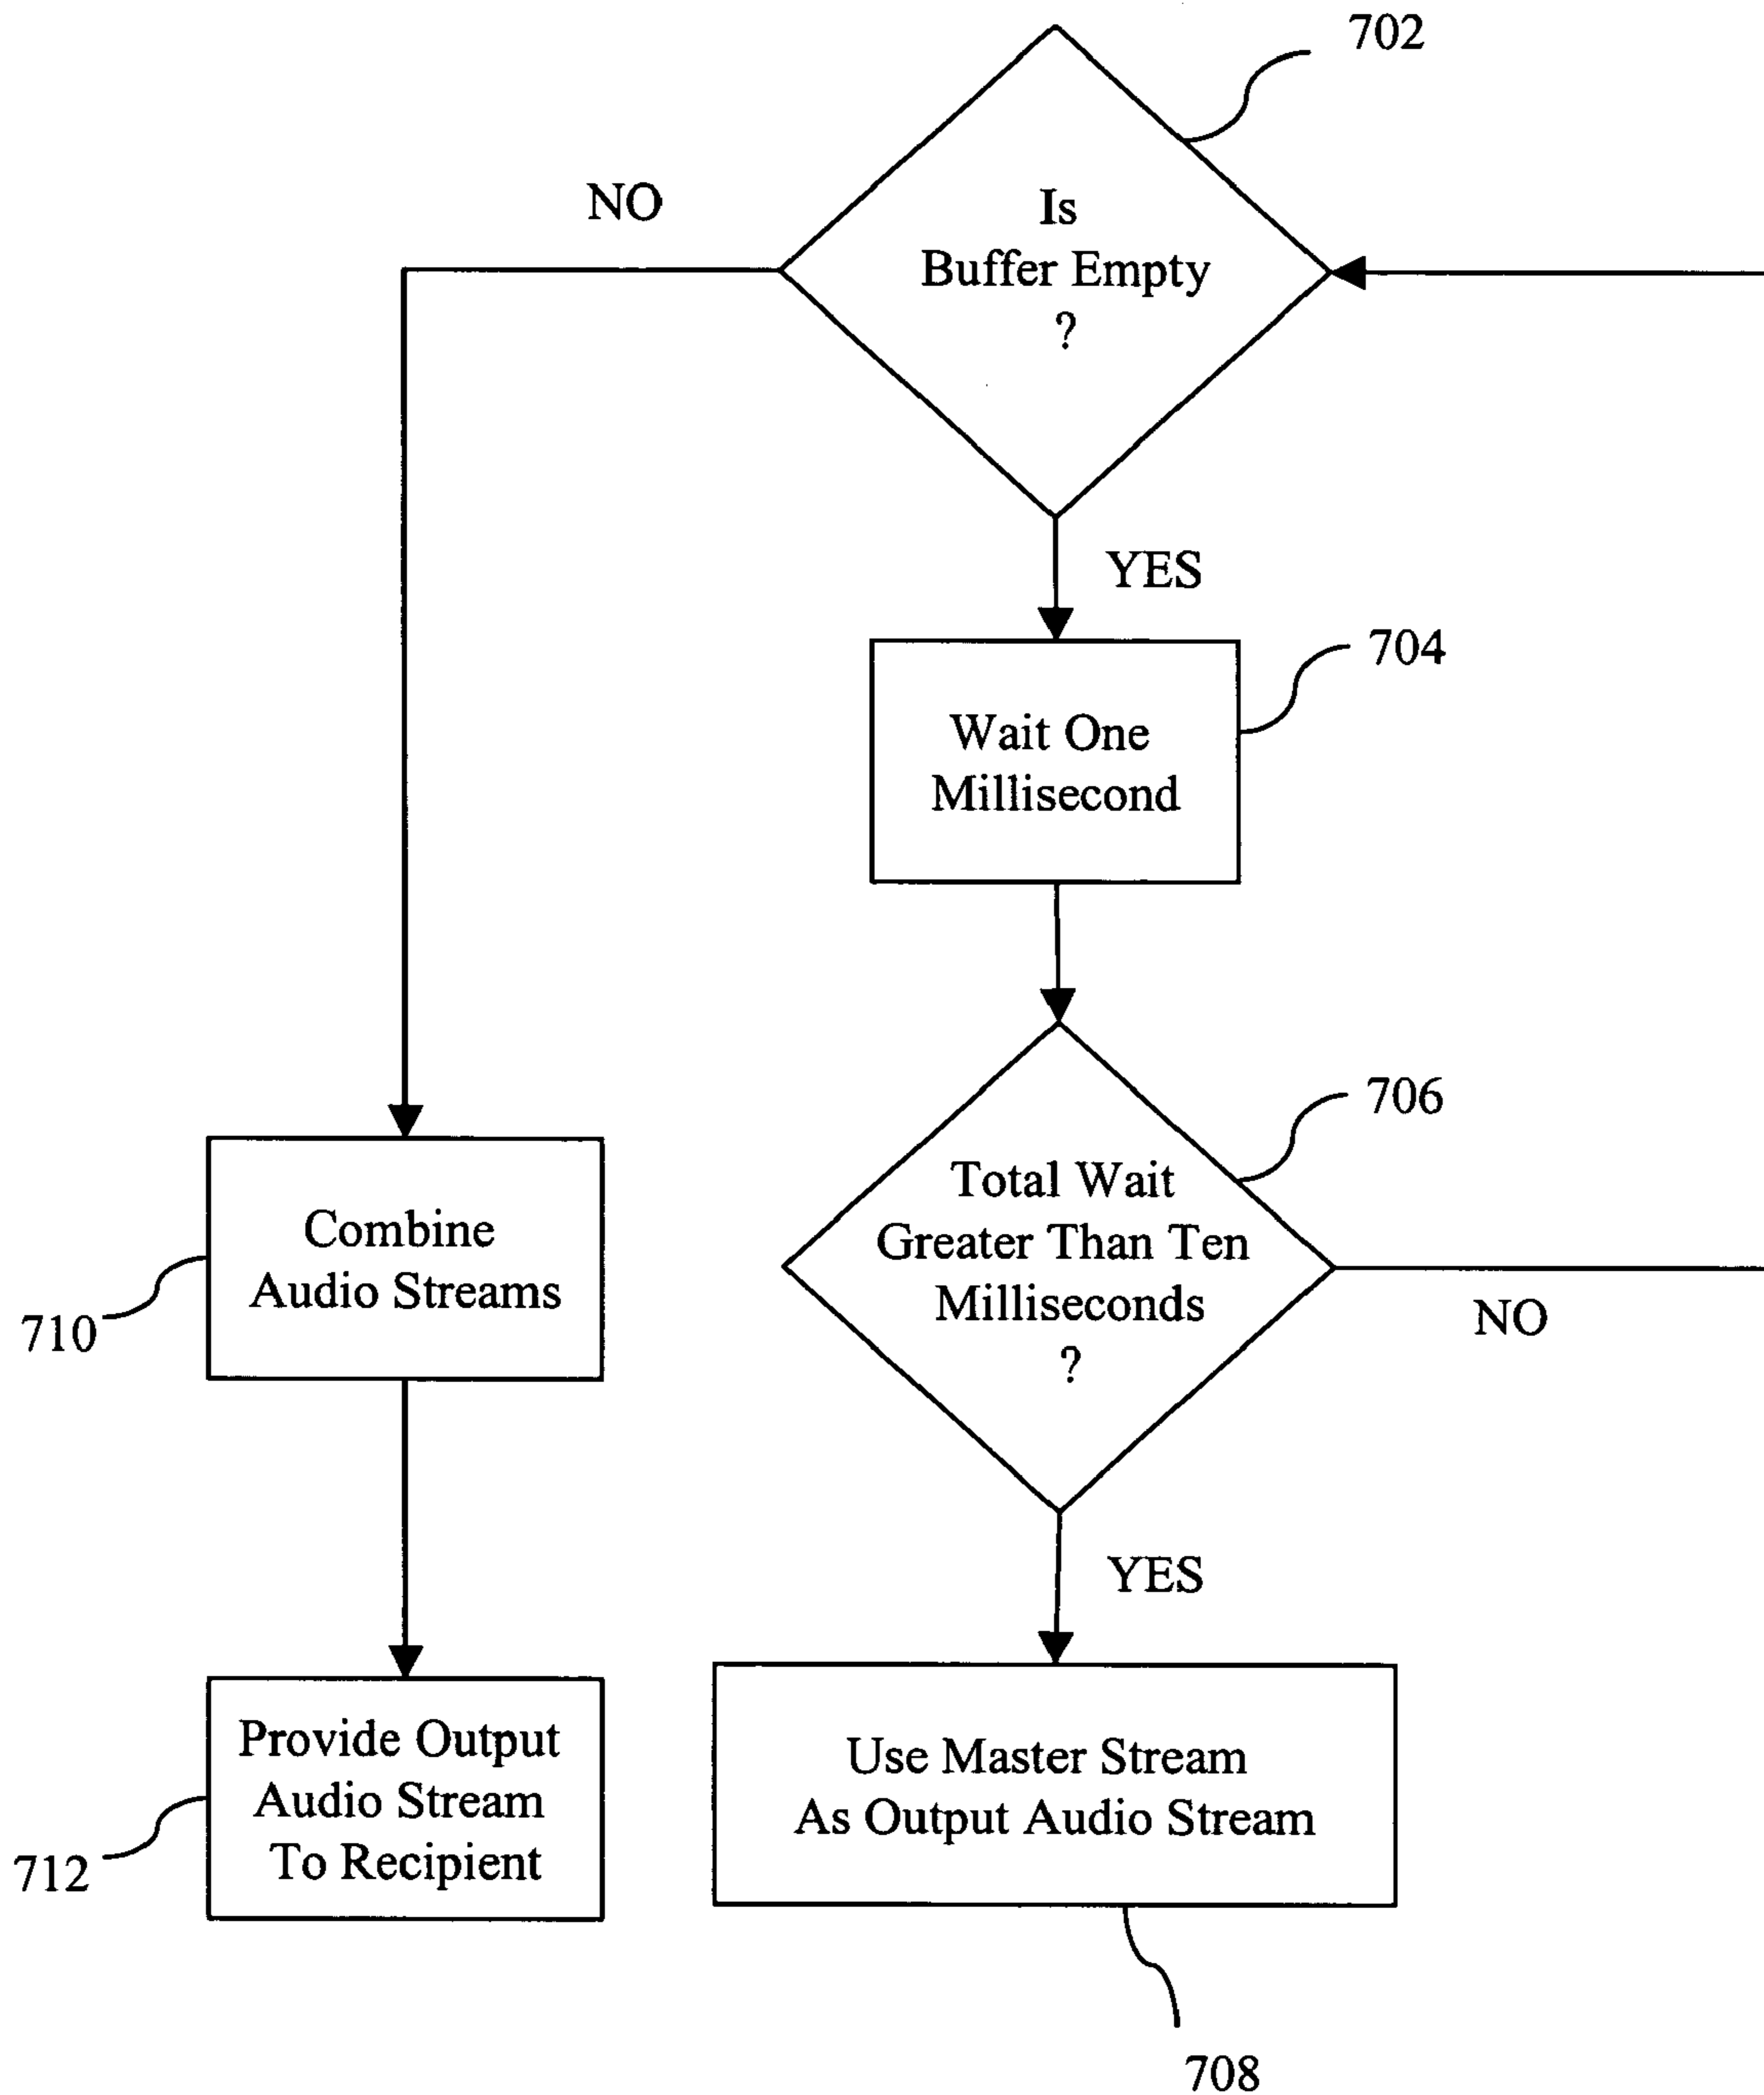 702
NO
Is
Buffer Empty
?
YES
704
Wait One
Millisecond
706
Total Wait
Greater Than Ten
Milliseconds
?
NO
Combine
Audio Streams
710
YES
Provide Output
Audio Stream
To Recipient
712
Use Master Stream
As Output Audio Stream
708